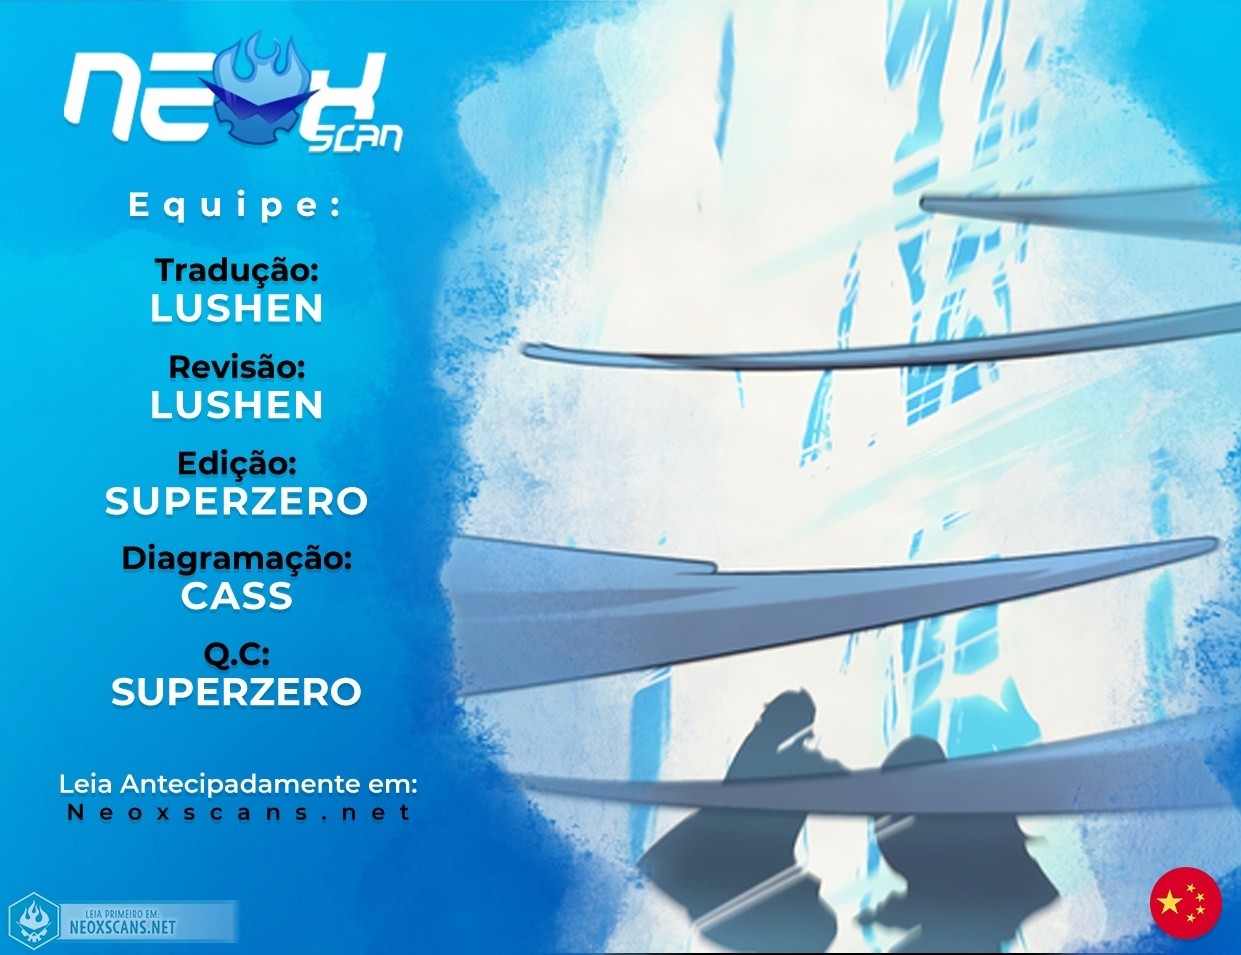 NEOX
SCAN
Equipe:
Tradução:
LUSHEN
Revisão:
LUSHEN
Edição:
SUPERZERO
Diagramação:
CASS
Q.C:
SUPERZERO
Leia Antecipadamente em:
Neoxscans.net
LEIA PRIMEIRO EM:
NEOXSCANS.NET